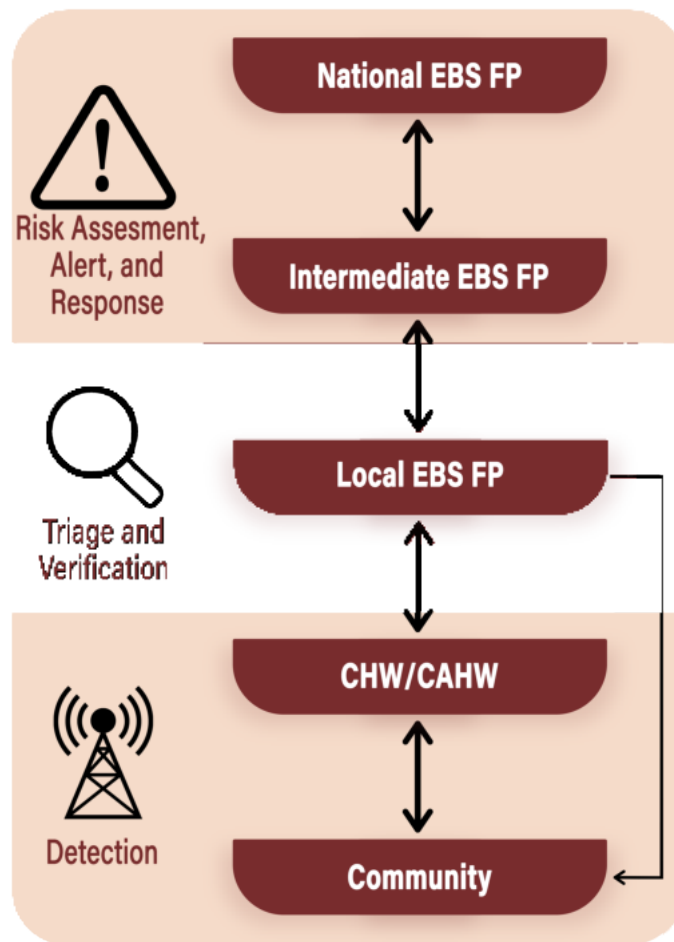 National EBS FP
Risk Assesment,
Alert, and
Response
Intermediate EBS FP
Local EBS FP
Triage and
Verification
CHW/CAHW
Detection
Community